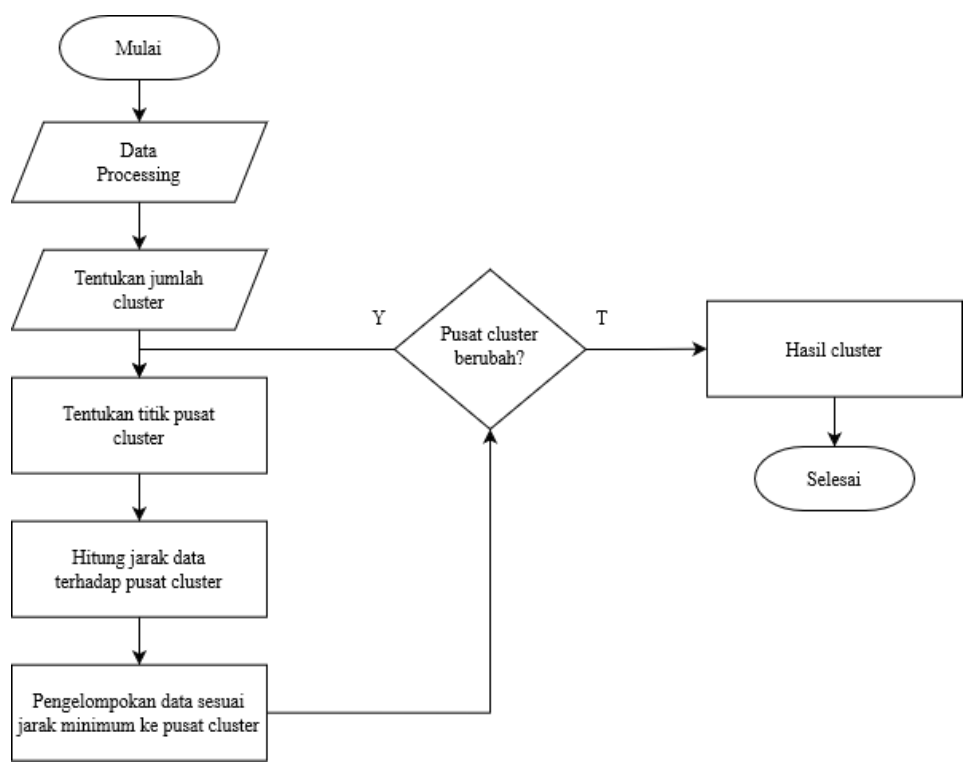 Mulai
Data
Processing
Tentukan jumlah
cluster
Tentukan titik pusat
cluster
Hitung jarak data
terhadap pusat cluster
Pengelompokan data sesuai
jarak minimum ke pusat cluster
Y
Pusat cluster
berubah?
T
Hasil cluster
Selesai